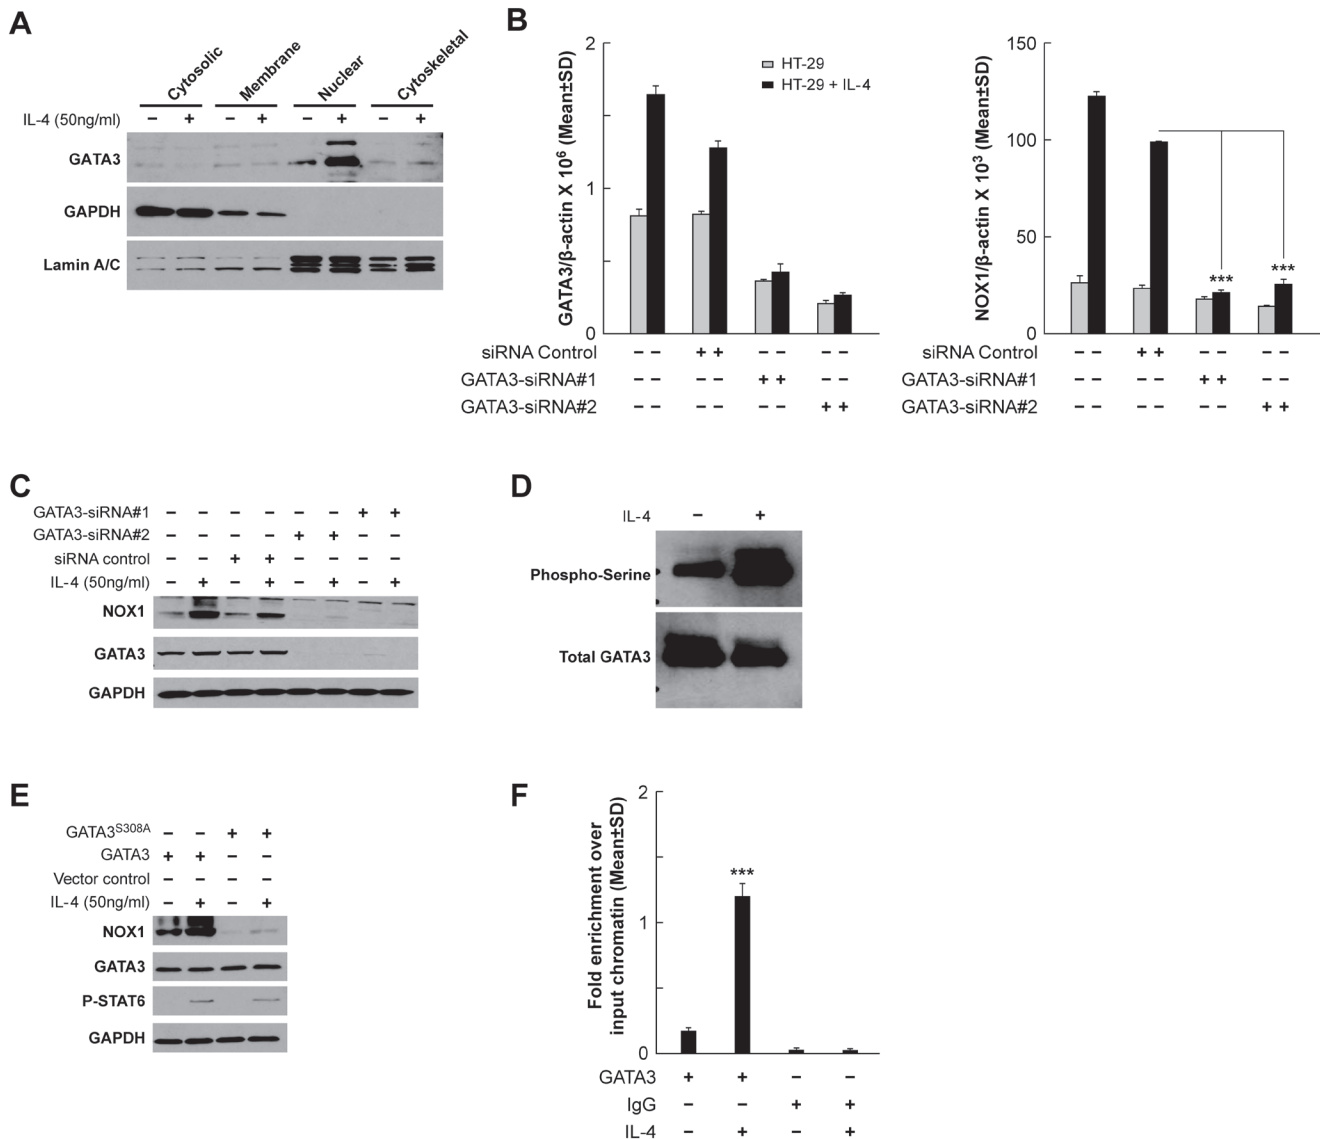 A
Cytosolic
Membrane
Nuclear
Cytoskeletal
IL-4 (50ng/ml) – + – + – + – +
GATA3
GAPDH
Lamin A/C
B
GATA3/β-actin X 10⁶ (Mean±SD)
2
1
0
HT-29
HT-29 + IL-4
siRNA Control – – + + – – – –
GATA3-siRNA#1 – – – – + + – –
GATA3-siRNA#2 – – – – – – + +
NOX1/β-actin X 10³ (Mean±SD)
150
100
50
0
***
***
siRNA Control – – + + – – – –
GATA3-siRNA#1 – – – – + + – –
GATA3-siRNA#2 – – – – – – + +
C
GATA3-siRNA#1 – – – – – – + +
GATA3-siRNA#2 – – – – + + – –
siRNA control – – + + – – – –
IL-4 (50ng/ml) – + – + – + – +
NOX1
GATA3
GAPDH
D
IL-4 – +
Phospho-Serine
Total GATA3
E
GATA3S308A – – + +
GATA3 + + – –
Vector control – – – –
IL-4 (50ng/ml) – + – +
NOX1
GATA3
P-STAT6
GAPDH
F
Fold enrichment over
input chromatin (Mean±SD)
2
1
0
***
GATA3 + + – –
IgG – – + +
IL-4 – + – +